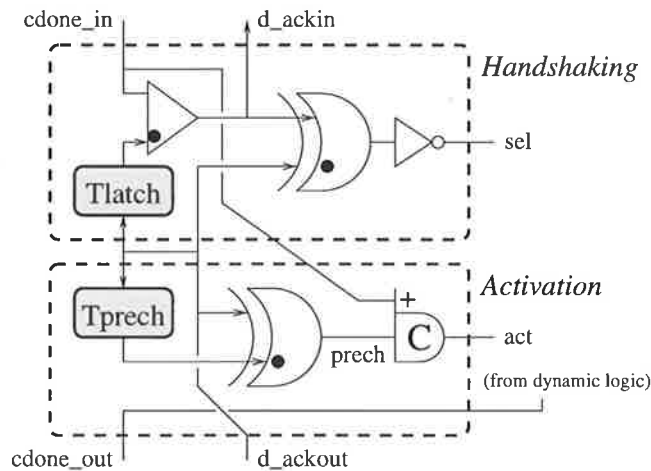 cdone_in
d_ackin
Handshaking
sel
Tlatch
Activation
Tprech
+
C
act
prech
(from dynamic logic)
cdone_out
d_ackout